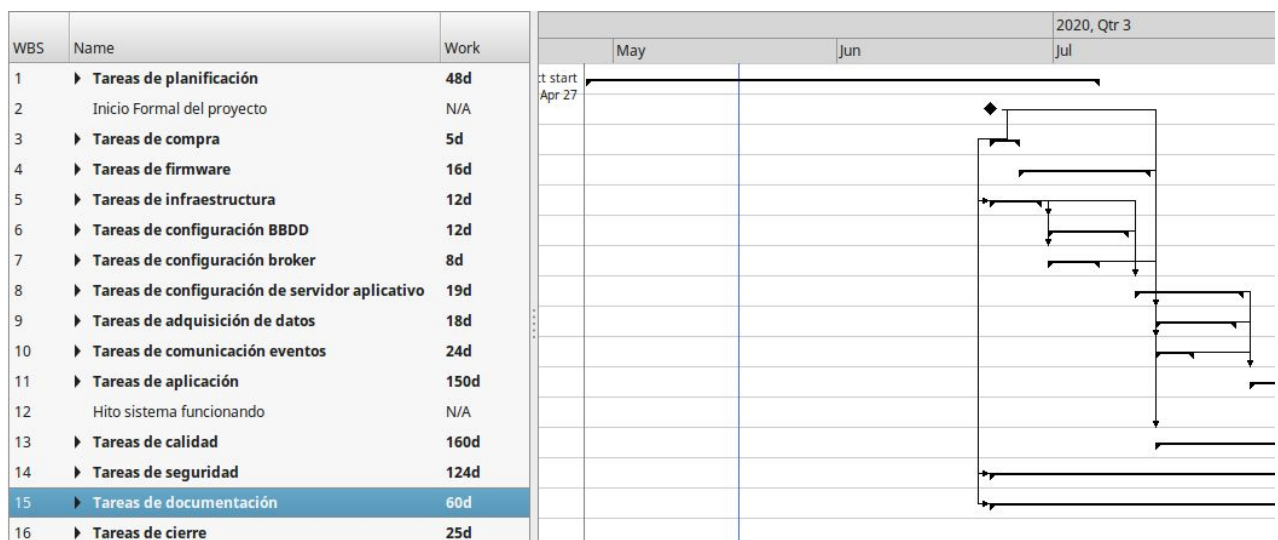 2020, Qtr 3
WBS Name Work May Jun Jul
1 Tareas de planificación 48d
ct start
Apr 27
2 Inicio Formal del proyecto N/A
3 Tareas de compra 5d
4 Tareas de firmware 16d
5 Tareas de infraestructura 12d
6 Tareas de configuración BBDD 12d
7 Tareas de configuración broker 8d
8 Tareas de configuración de servidor aplicativo 19d
9 Tareas de adquisición de datos 18d
10 Tareas de comunicación eventos 24d
11 Tareas de aplicación 150d
12 Hito sistema funcionando N/A
13 Tareas de calidad 160d
14 Tareas de seguridad 124d
15 Tareas de documentación 60d
16 Tareas de cierre 25d